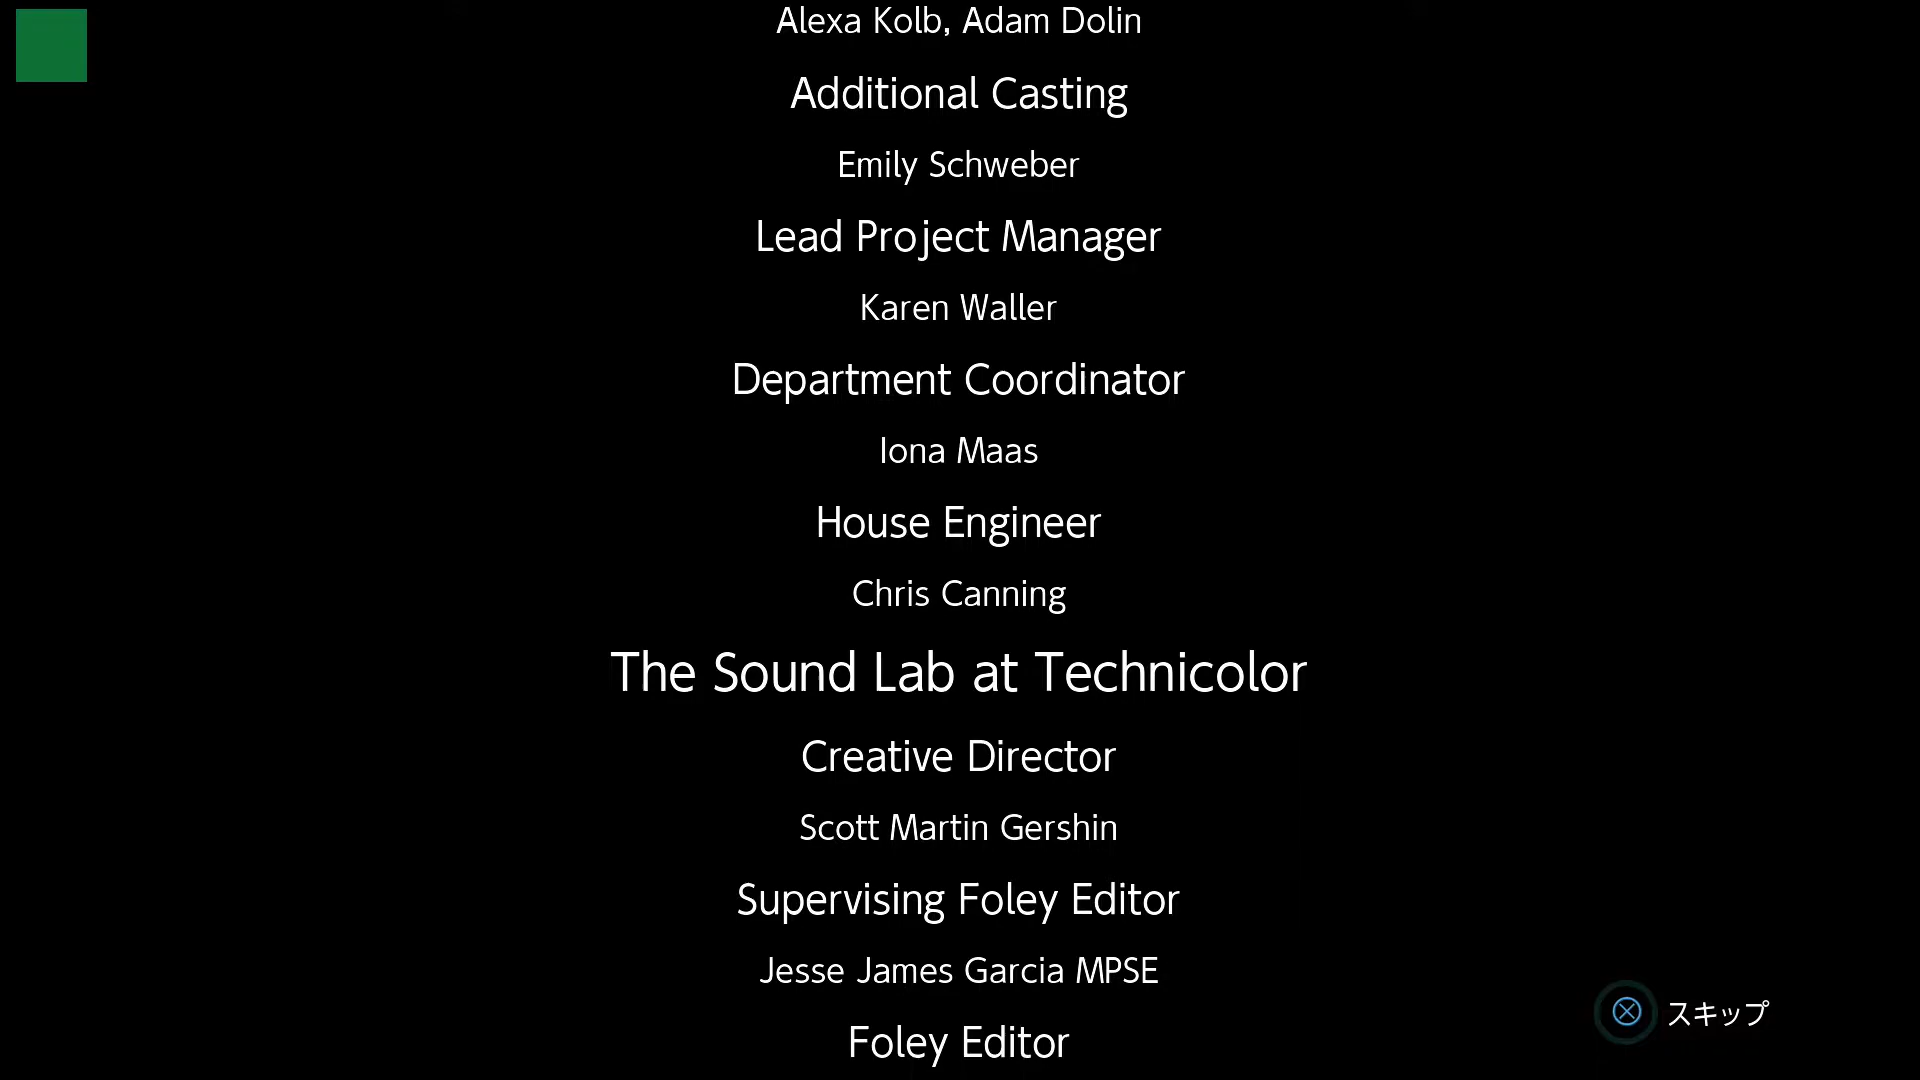 Alexa Kolb, Adam Dolin
Additional Casting
Emily Schweber
Lead Project Manager
Karen Waller
Department Coordinator
Iona Maas
House Engineer
Chris Canning
The Sound Lab at Technicolor
Creative Director
Scott Martin Gershin
Supervising Foley Editor
Jesse James Garcia MPSE
スキップ
Foley Editor